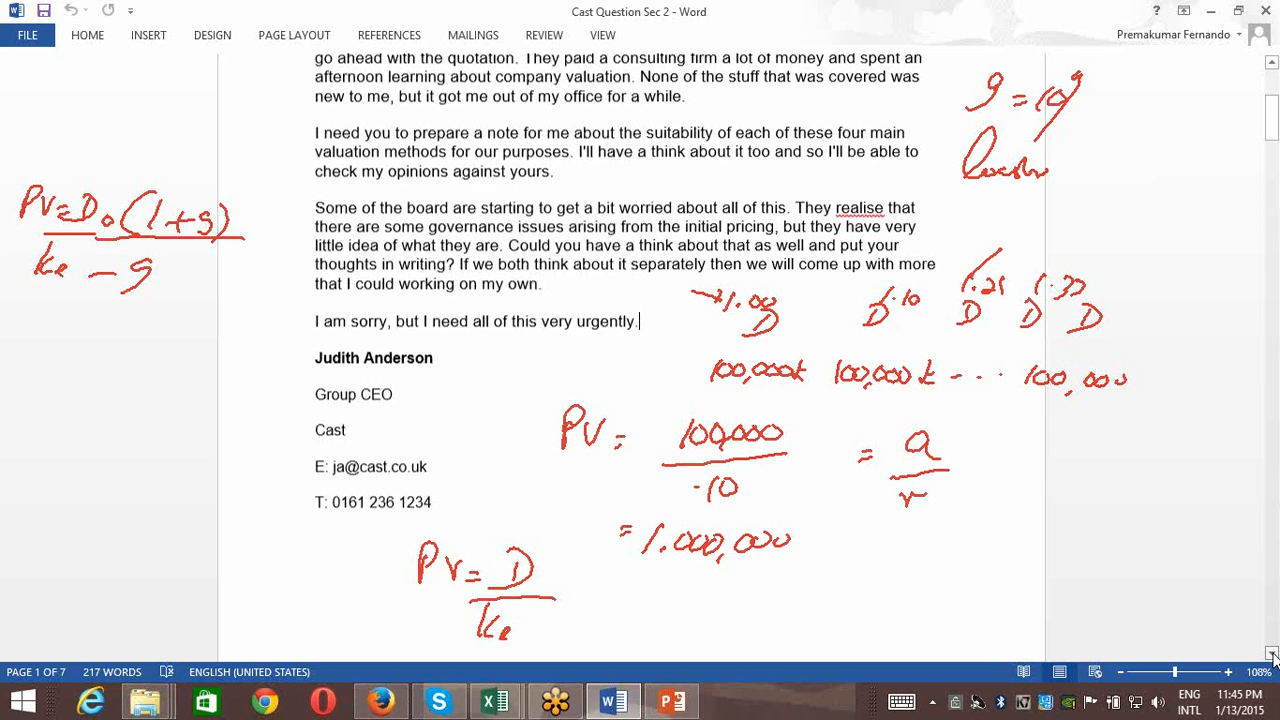 Cast Question Sec 2 - Word
FILE HOME INSERT DESIGN PAGE LAYOUT REFERENCES MAILINGS REVIEW VIEW Premakumar Fernando
go ahead with the quotation. They paid a consulting firm a lot of money and spent an
afternoon learning about company valuation. None of the stuff that was covered was
new to me, but it got me out of my office for a while.
I need you to prepare a note for me about the suitability of each of these four main
valuation methods for our purposes. I'll have a think about it too and so I'll be able to
check my opinions against yours.
Some of the board are starting to get a bit worried about all of this. They realise that
there are some governance issues arising from the initial pricing, but they have very
little idea of what they are. Could you have a think about that as well and put your
thoughts in writing? If we both think about it separately then we will come up with more
that I could working on my own.
I am sorry, but I need all of this very urgently.
Judith Anderson
Group CEO
Cast
E: ja@cast.co.uk
T: 0161 236 1234
PV= D₀(1+g)
ke - g
g = 10%
1.00 1.10 1.21 1.33
D D D D D
100,000 100,000 - ... 100,000
PV = 100,000 = a
.10 r
= 1,000,000
PV = D
ke
PAGE 1 OF 7 217 WORDS ENGLISH (UNITED STATES) 108%
ENG 11:45 PM
INTL 1/13/2015